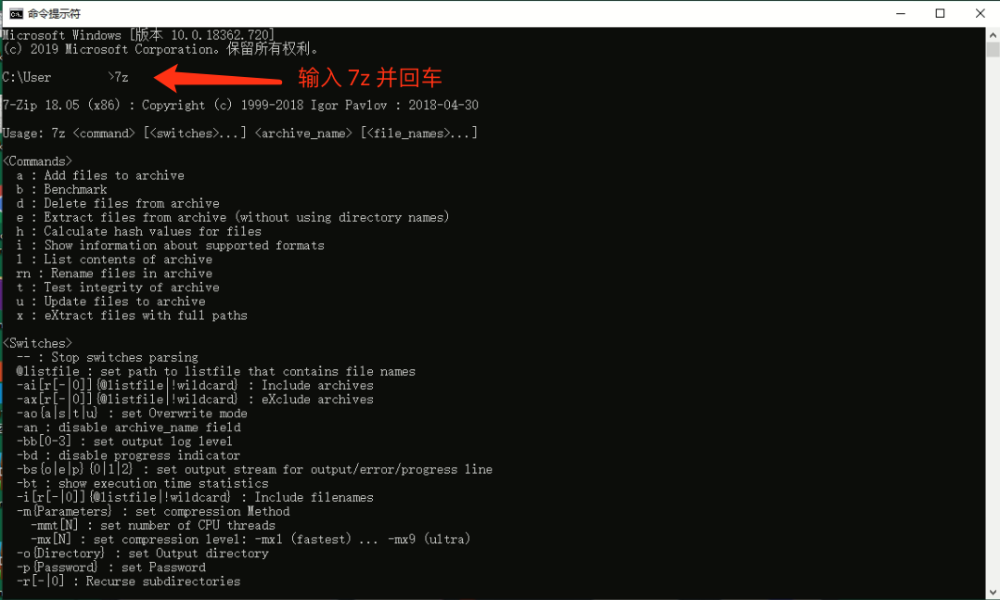 命令提示符
Microsoft Windows [版本 10.0.18362.720]
(c) 2019 Microsoft Corporation。保留所有权利。
C:\User >7z
输入 7z 并回车
7-Zip 18.05 (x86) : Copyright (c) 1999-2018 Igor Pavlov : 2018-04-30
Usage: 7z <command> [<switches>...] <archive_name> [<file_names>...]
<Commands>
a : Add files to archive
b : Benchmark
d : Delete files from archive
e : Extract files from archive (without using directory names)
h : Calculate hash values for files
i : Show information about supported formats
l : List contents of archive
rn : Rename files in archive
t : Test integrity of archive
u : Update files to archive
x : eXtract files with full paths
<Switches>
-- : Stop switches parsing
@listfile : set path to listfile that contains file names
-ai[r[-|0]]{@listfile|!wildcard} : Include archives
-ax[r[-|0]]{@listfile|!wildcard} : eXclude archives
-ao{a|s|t|u} : set Overwrite mode
-an : disable archive_name field
-bb[0-3] : set output log level
-bd : disable progress indicator
-bs{o|e|p}{0|1|2} : set output stream for output/error/progress line
-bt : show execution time statistics
-i[r[-|0]]{@listfile|!wildcard} : Include filenames
-m{Parameters} : set compression Method
-mmt[N] : set number of CPU threads
-mx[N] : set compression level: -mx1 (fastest) ... -mx9 (ultra)
-o{Directory} : set Output directory
-p{Password} : set Password
-r[-|0] : Recurse subdirectories